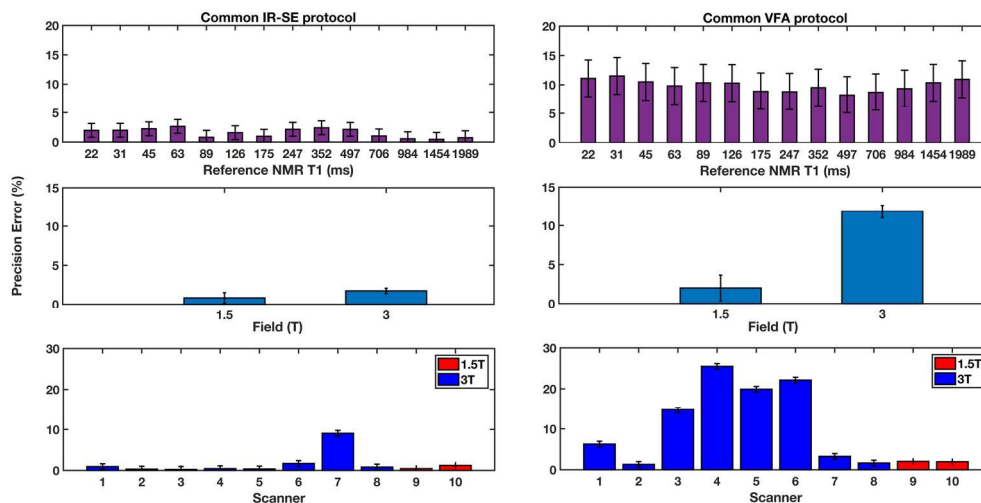 Common IR-SE protocol
20
15
10
5
0
22 31 45 63 89 126 175 247 352 497 706 984 1454 1989
Reference NMR T1 (ms)
Common VFA protocol
20
15
10
5
0
22 31 45 63 89 126 175 247 352 497 706 984 1454 1989
Reference NMR T1 (ms)
Precision Error (%)
15
10
5
0
1.5 3
Field (T)
15
10
5
0
1.5 3
Field (T)
30
20
10
0
1.5T
3T
1 2 3 4 5 6 7 8 9 10
Scanner
30
20
10
0
1.5T
3T
1 2 3 4 5 6 7 8 9 10
Scanner